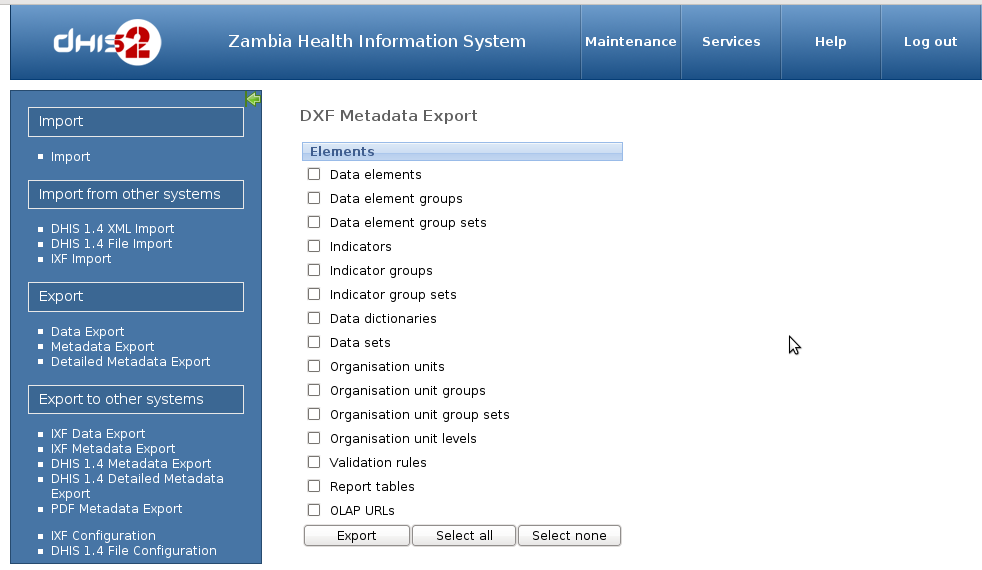 dhis2
Zambia Health Information System
Maintenance
Services
Help
Log out
Import
Import
Import from other systems
DHIS 1.4 XML Import
DHIS 1.4 File Import
IXF Import
Export
Data Export
Metadata Export
Detailed Metadata Export
Export to other systems
IXF Data Export
IXF Metadata Export
DHIS 1.4 Metadata Export
DHIS 1.4 Detailed Metadata
Export
PDF Metadata Export
IXF Configuration
DHIS 1.4 File Configuration
DXF Metadata Export
Elements
Data elements
Data element groups
Data element group sets
Indicators
Indicator groups
Indicator group sets
Data dictionaries
Data sets
Organisation units
Organisation unit groups
Organisation unit group sets
Organisation unit levels
Validation rules
Report tables
OLAP URLs
Export
Select all
Select none